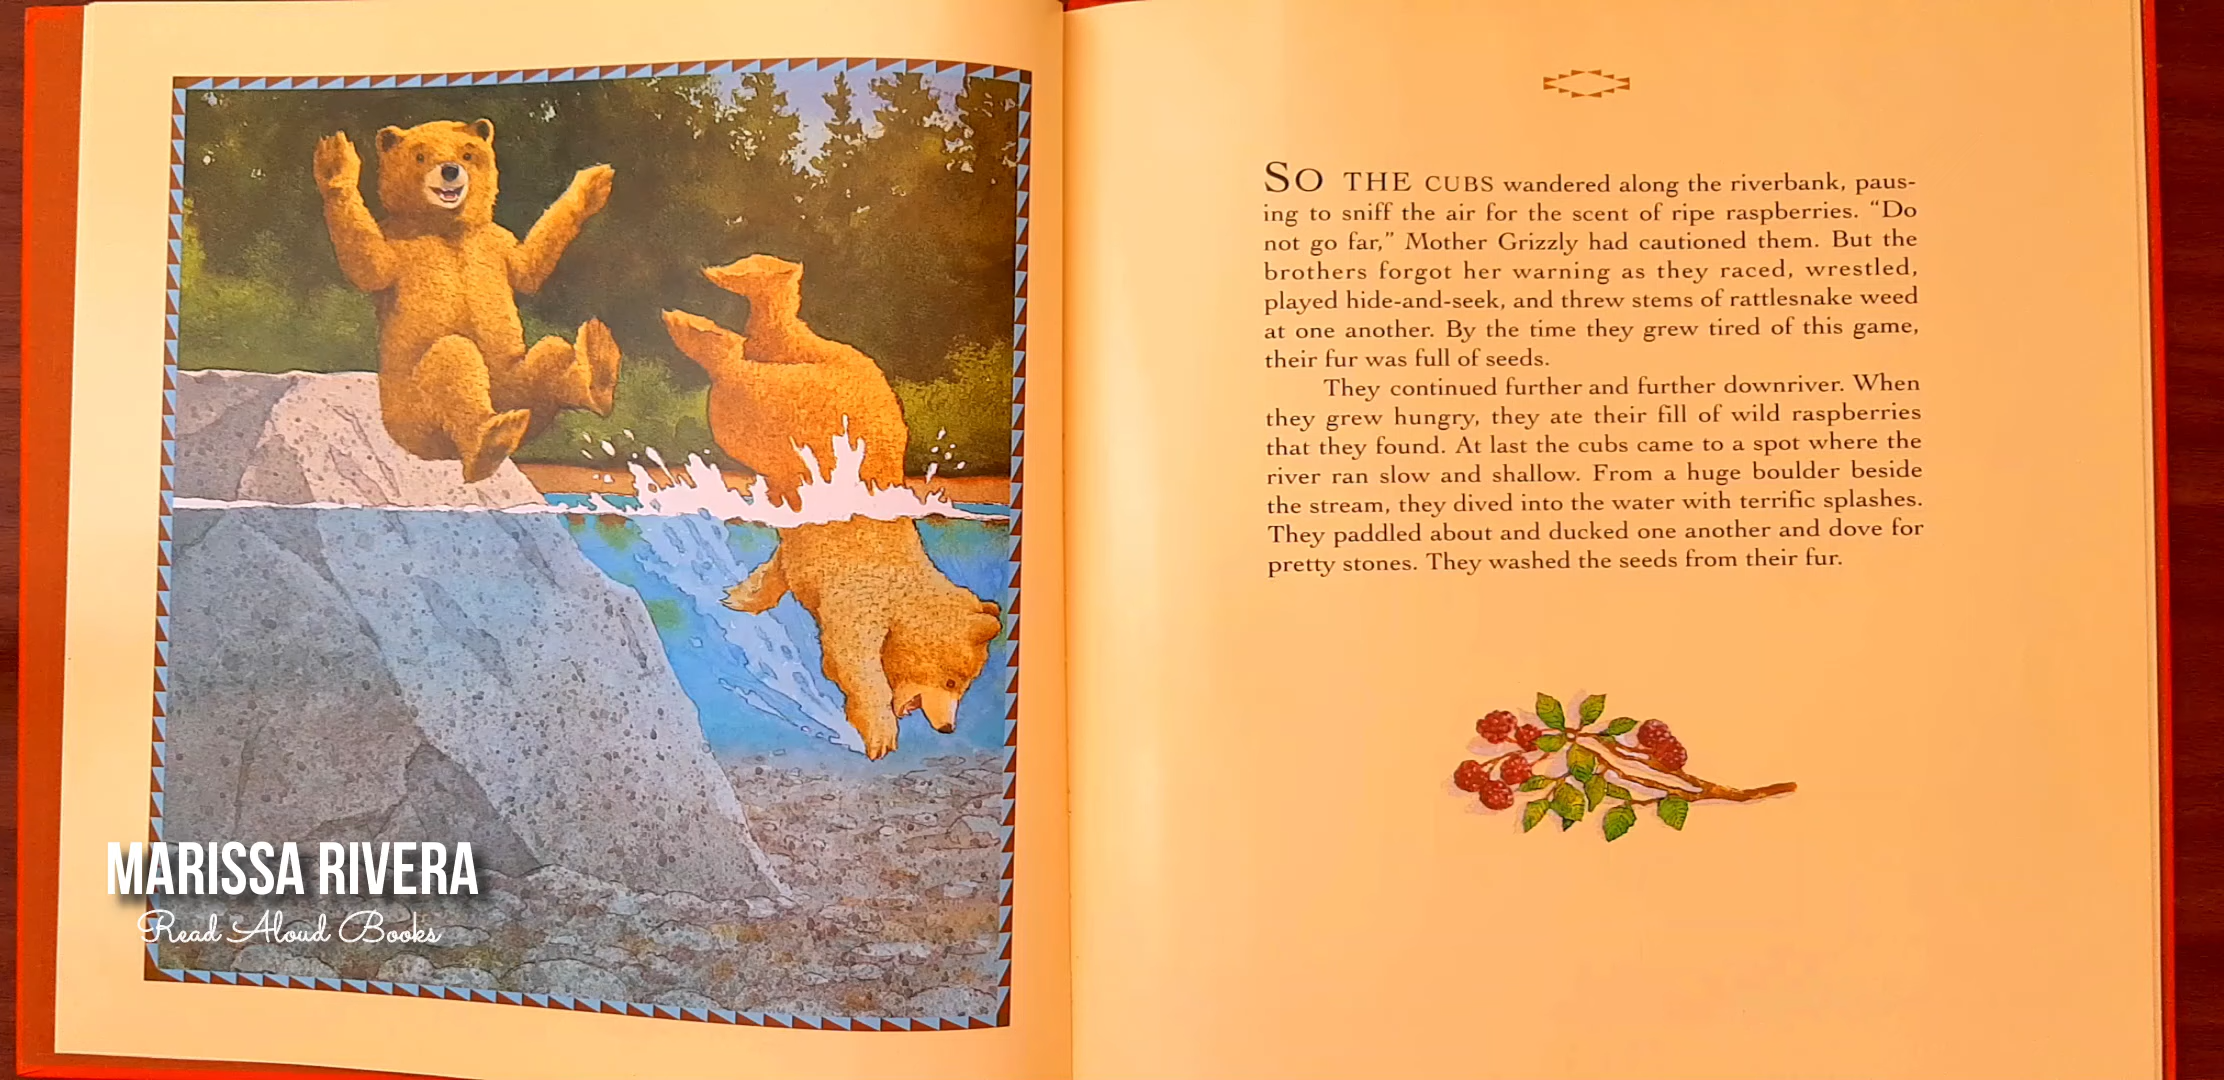 SO THE CUBS wandered along the riverbank, paus-
ing to sniff the air for the scent of ripe raspberries. “Do
not go far,” Mother Grizzly had cautioned them. But the
brothers forgot her warning as they raced, wrestled,
played hide-and-seek, and threw stems of rattlesnake weed
at one another. By the time they grew tired of this game,
their fur was full of seeds.
They continued further and further downriver. When
they grew hungry, they ate their fill of wild raspberries
that they found. At last the cubs came to a spot where the
river ran slow and shallow. From a huge boulder beside
the stream, they dived into the water with terrific splashes.
They paddled about and ducked one another and dove for
pretty stones. They washed the seeds from their fur.
MARISSA RIVERA
Read Aloud Books